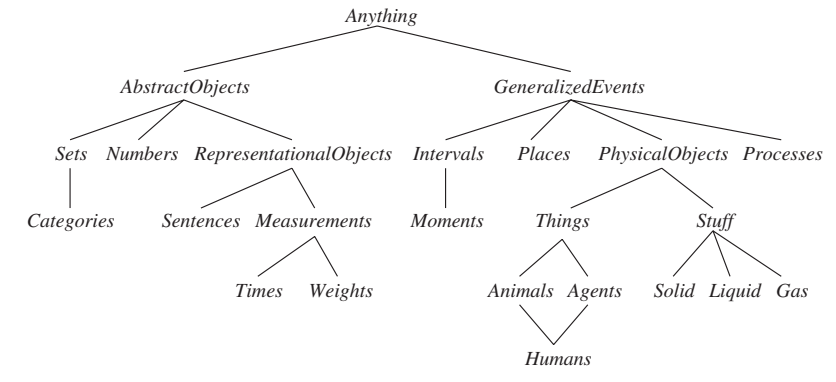 Anything
AbstractObjects GeneralizedEvents
Sets Numbers RepresentationalObjects Intervals Places PhysicalObjects Processes
Categories Sentences Measurements Moments Things Stuff
Times Weights Animals Agents Solid Liquid Gas
Humans